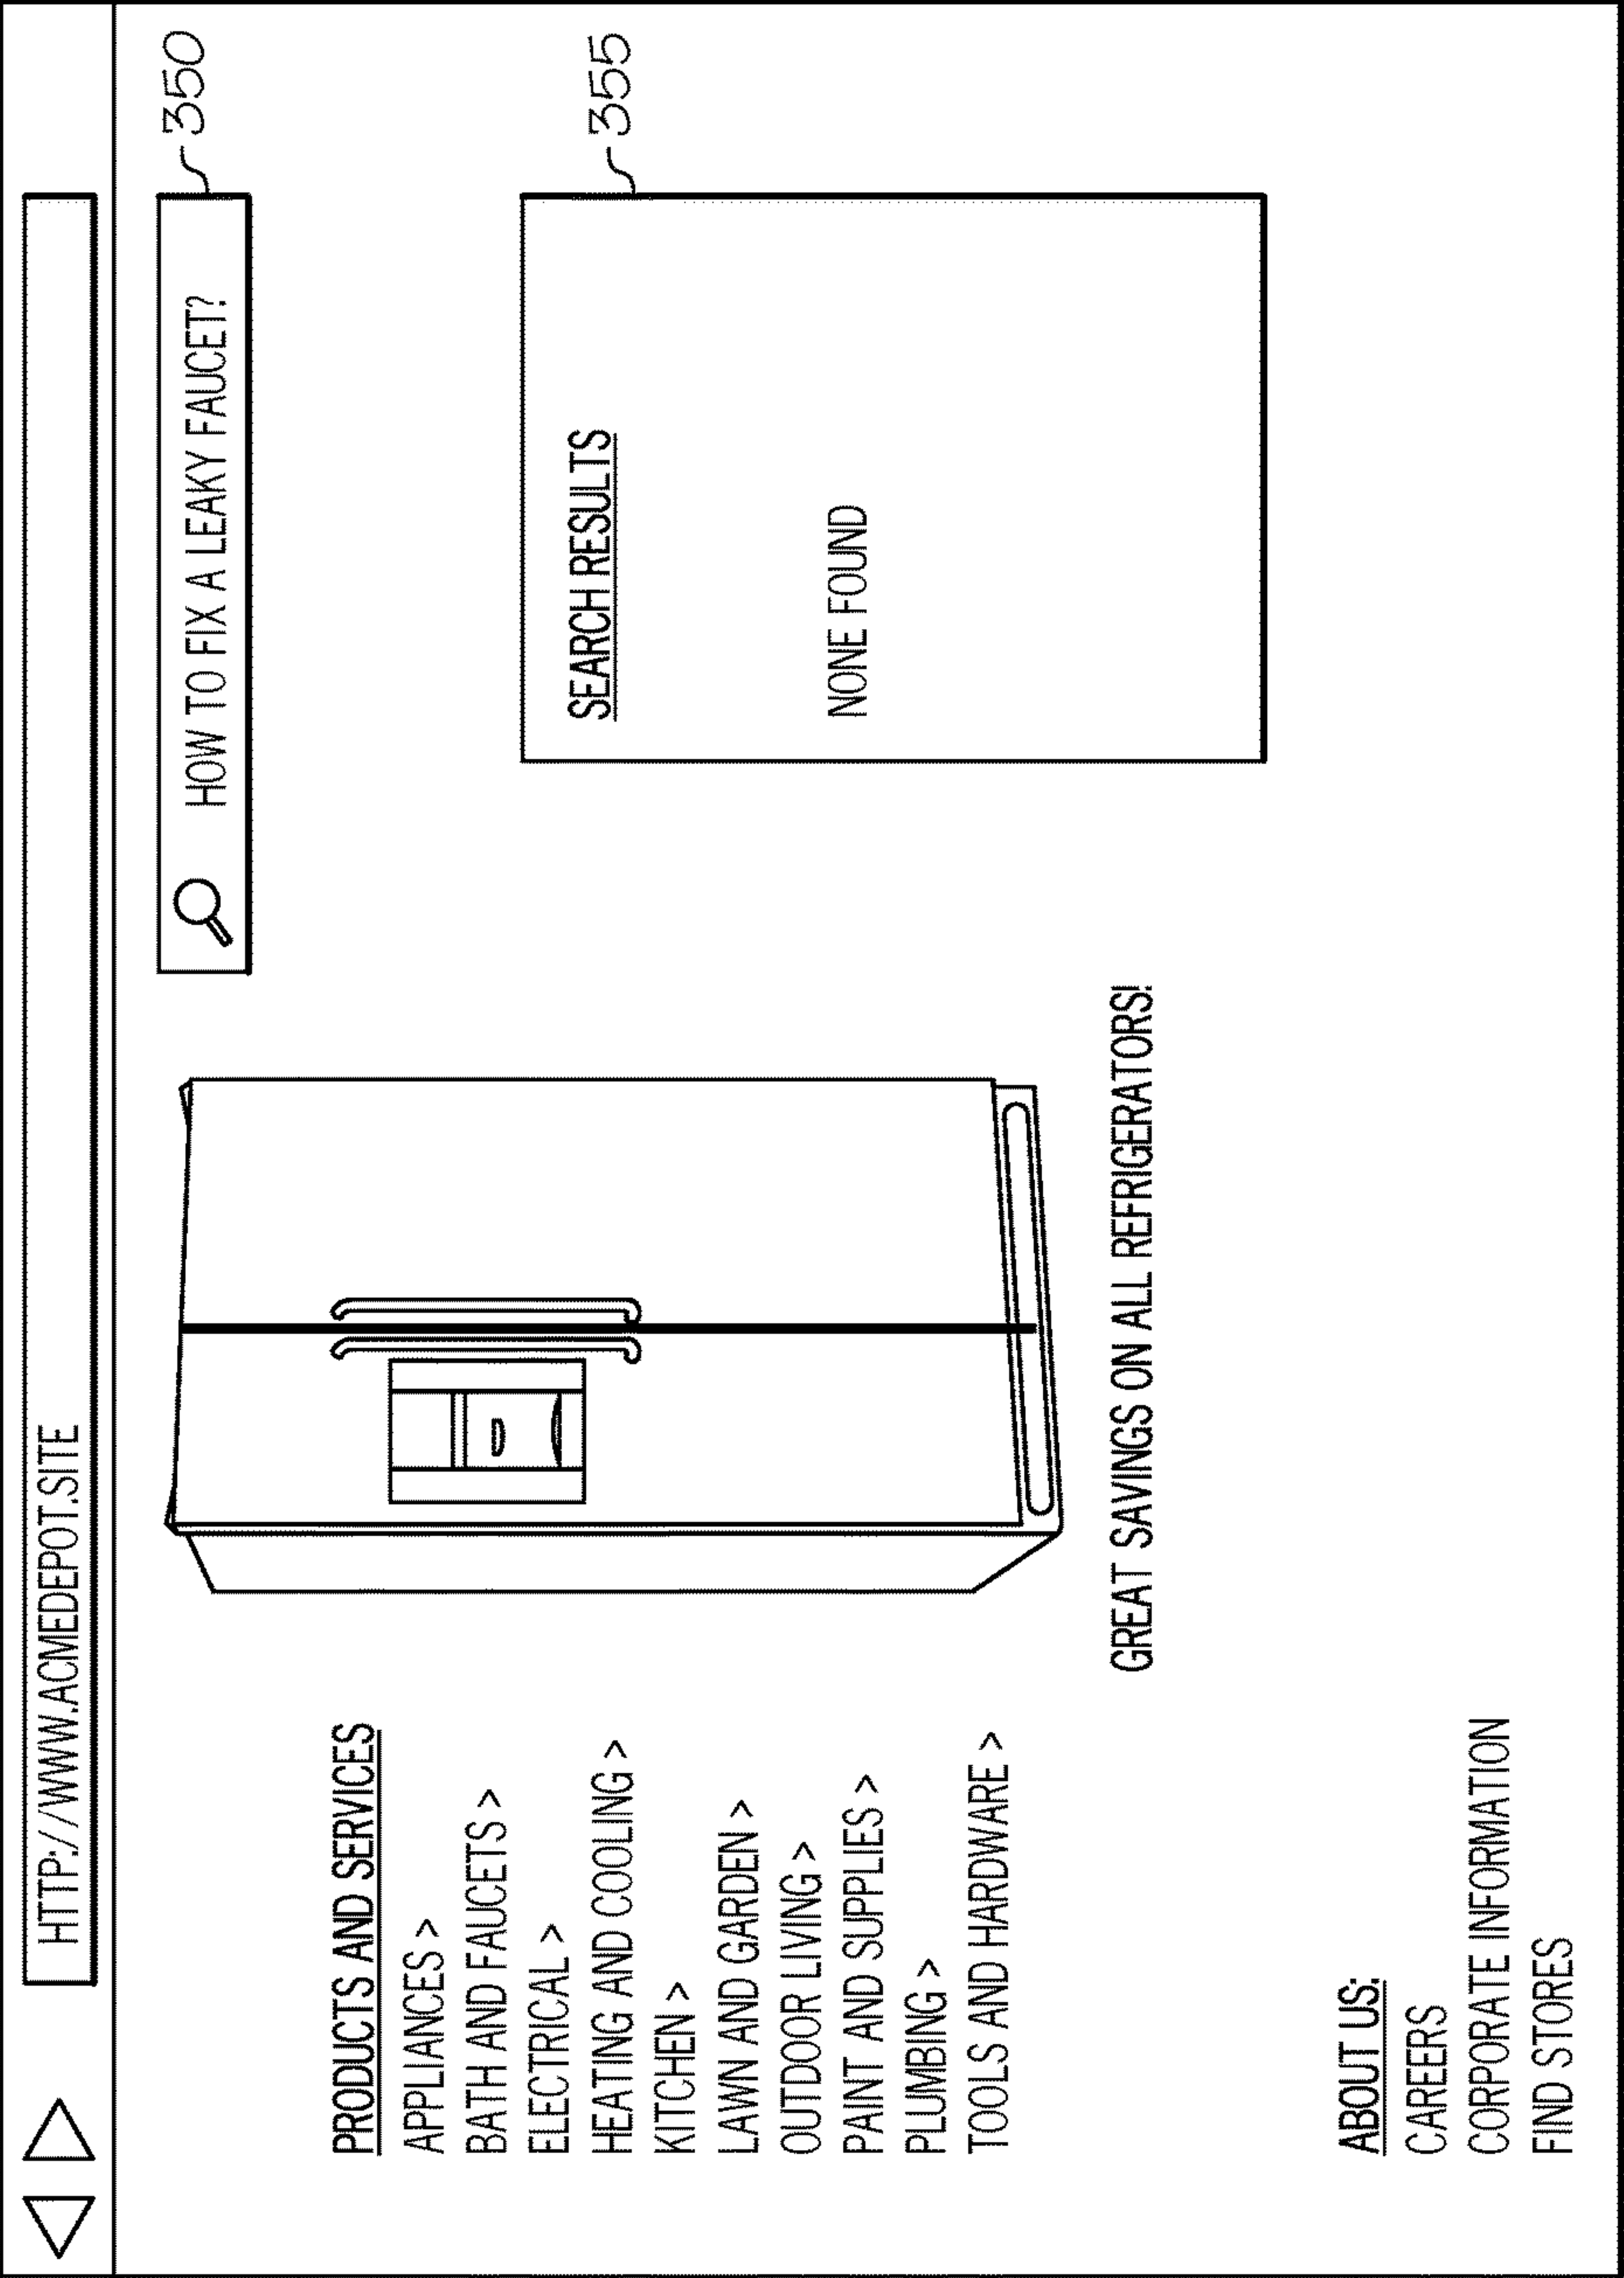 HTTP://WWW.ACMEDEPOT.SITE
HOW TO FIX A LEAKY FAUCET?
350
PRODUCTS AND SERVICES
APPLIANCES >
BATH AND FAUCETS >
ELECTRICAL >
HEATING AND COOLING >
KITCHEN >
LAWN AND GARDEN >
OUTDOOR LIVING >
PAINT AND SUPPLIES >
PLUMBING >
TOOLS AND HARDWARE >
GREAT SAVINGS ON ALL REFRIGERATORS!
355
SEARCH RESULTS
NONE FOUND
ABOUT US:
CAREERS
CORPORATE INFORMATION
FIND STORES